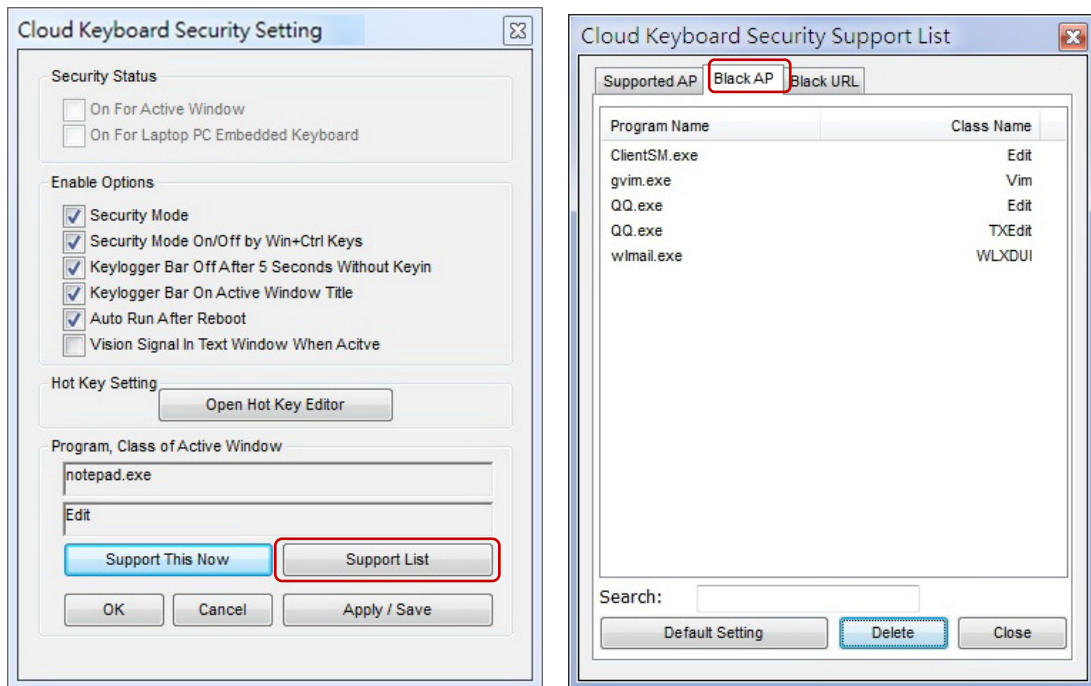 Cloud Keyboard Security Setting
Security Status
On For Active Window
On For Laptop PC Embedded Keyboard
Enable Options
Security Mode
Security Mode On/Off by Win+Ctrl Keys
Keylogger Bar Off After 5 Seconds Without Keyin
Keylogger Bar On Active Window Title
Auto Run After Reboot
Vision Signal In Text Window When Acitve
Hot Key Setting
Open Hot Key Editor
Program, Class of Active Window
notepad.exe
Edit
Support This Now Support List
OK Cancel Apply / Save
Cloud Keyboard Security Support List
Supported AP Black AP Black URL
Program Name Class Name
ClientSM.exe Edit
gvim.exe Vim
QQ.exe Edit
QQ.exe TXEdit
wlmail.exe WLXDUI
Search:
Default Setting Delete Close